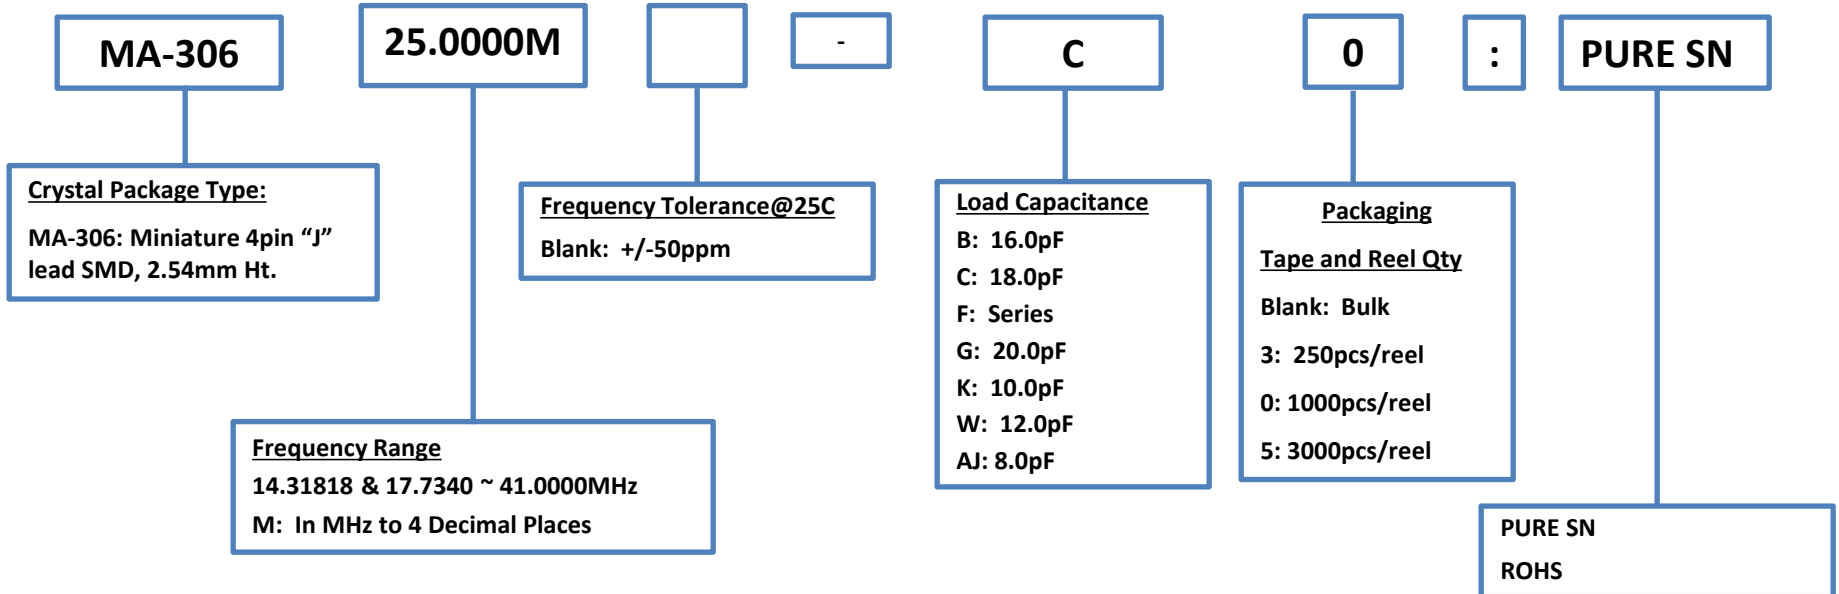 MA-306
25.0000M
-
C
0
:
PURE SN
Crystal Package Type:
MA-306: Miniature 4pin “J”
lead SMD, 2.54mm Ht.
Frequency Range
14.31818 & 17.7340 ~ 41.0000MHz
M: In MHz to 4 Decimal Places
Frequency Tolerance@25C
Blank: +/-50ppm
Load Capacitance
B: 16.0pF
C: 18.0pF
F: Series
G: 20.0pF
K: 10.0pF
W: 12.0pF
AJ: 8.0pF
Packaging
Tape and Reel Qty
Blank: Bulk
3: 250pcs/reel
0: 1000pcs/reel
5: 3000pcs/reel
PURE SN
ROHS